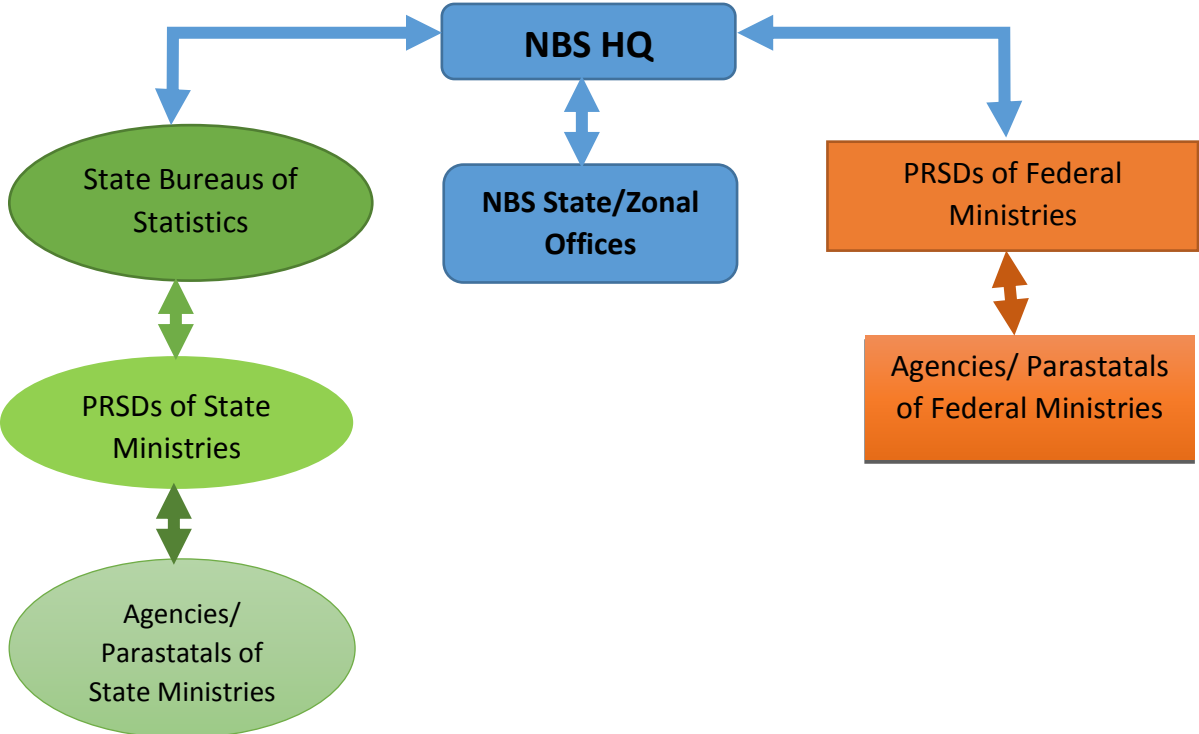 NBS HQ
State Bureaus of
Statistics
NBS State/Zonal
Offices
PRSDs of Federal
Ministries
PRSDs of State
Ministries
Agencies/ Parastatals
of Federal Ministries
Agencies/
Parastatals of
State Ministries